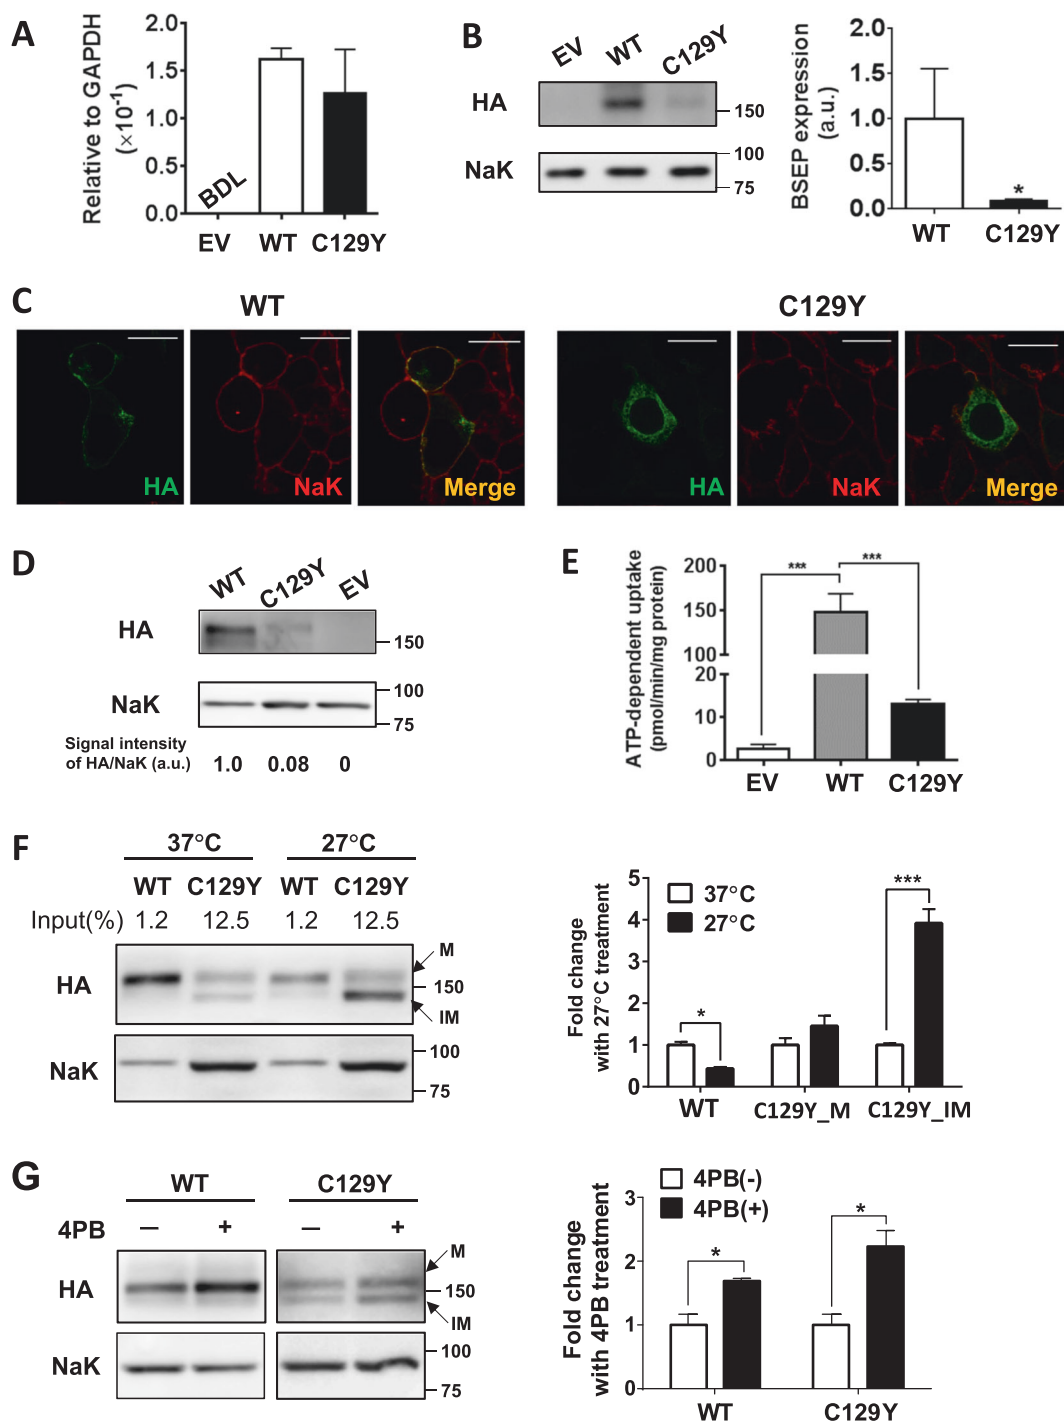 A
Relative to GAPDH
(×10⁻¹)
2.0
1.5
1.0
0.5
0.0
BDL
EV WT C129Y
B
EV WT C129Y
HA
150
NaK
100
75
BSEP expression
(a.u.)
2.0
1.5
1.0
0.5
0.0
*
WT C129Y
C
WT
C129Y
HA NaK Merge
HA NaK Merge
D
WT C129Y EV
HA
150
NaK
100
75
Signal intensity
of HA/NaK (a.u.) 1.0 0.08 0
E
ATP-dependent uptake
(pmol/min/mg protein)
200
150
100
20
10
0
*** ***
EV WT C129Y
F
37°C 27°C
WT C129Y WT C129Y
Input(%) 1.2 12.5 1.2 12.5
HA
M
150
IM
NaK
100
75
Fold change
with 27°C treatment
5
4
3
2
1
0
37°C
27°C
*
***
WT C129Y_M C129Y_IM
G
WT C129Y
4PB — + — +
HA
M
150
IM
NaK
100
75
Fold change
with 4PB treatment
3
2
1
0
4PB(-)
4PB(+)
*
*
WT C129Y